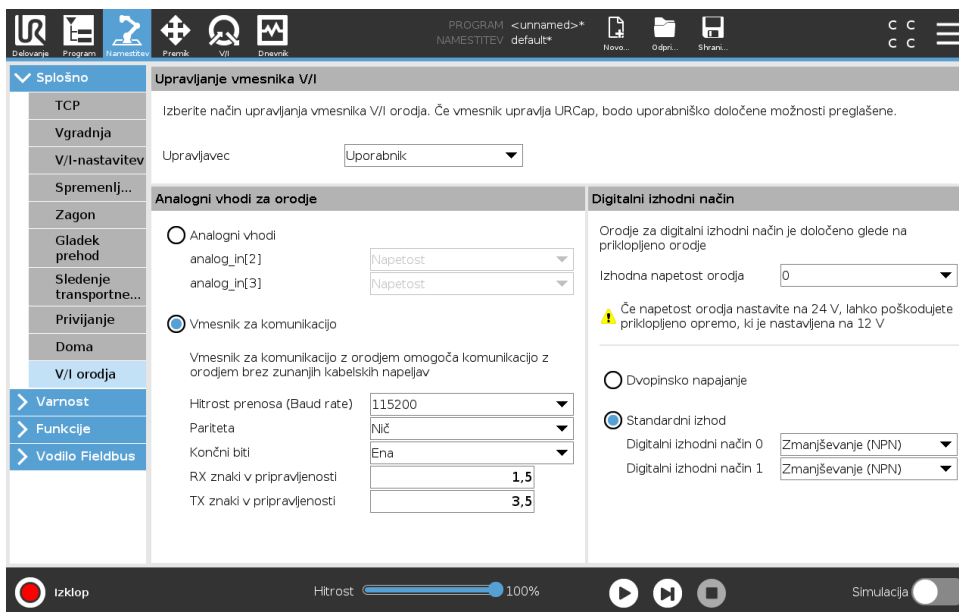 UR
Delovanje
Program
Namestitev
Premik
V/I
Dnevnik
PROGRAM <unnamed>*
NAMESTITEV default*
Novo...
Odpri...
Shrani...
C C
C C
Splošno
TCP
Vgradnja
V/I-nastavitev
Spremenlj...
Zagon
Gladek
prehod
Sledenje
transportne...
Privijanje
Doma
V/I orodja
Varnost
Funkcije
Vodilo Fieldbus
Upravljanje vmesnika V/I
Izberite način upravljanja vmesnika V/I orodja. Če vmesnik upravlja URCap, bodo uporabniško določene možnosti preglašene.
Upravljavec Uporabnik
Analogni vhodi za orodje
Analogni vhodi
analog_in[2] Napetost
analog_in[3] Napetost
Vmesnik za komunikacijo
Vmesnik za komunikacijo z orodjem omogoča komunikacijo z
orodjem brez zunanjih kabelskih napeljav
Hitrost prenosa (Baud rate) 115200
Pariteta Nič
Končni biti Ena
RX znaki v pripravljenosti 1,5
TX znaki v pripravljenosti 3,5
Digitalni izhodni način
Orodje za digitalni izhodni način je določeno glede na
priklopljeno orodje
Izhodna napetost orodja 0
Če napetost orodja nastavite na 24 V, lahko poškodujete
priklopljeno opremo, ki je nastavljena na 12 V
Dvopinsko napajanje
Standardni izhod
Digitalni izhodni način 0 Zmanjševanje (NPN)
Digitalni izhodni način 1 Zmanjševanje (NPN)
Izklop
Hitrost 100%
Simulacija